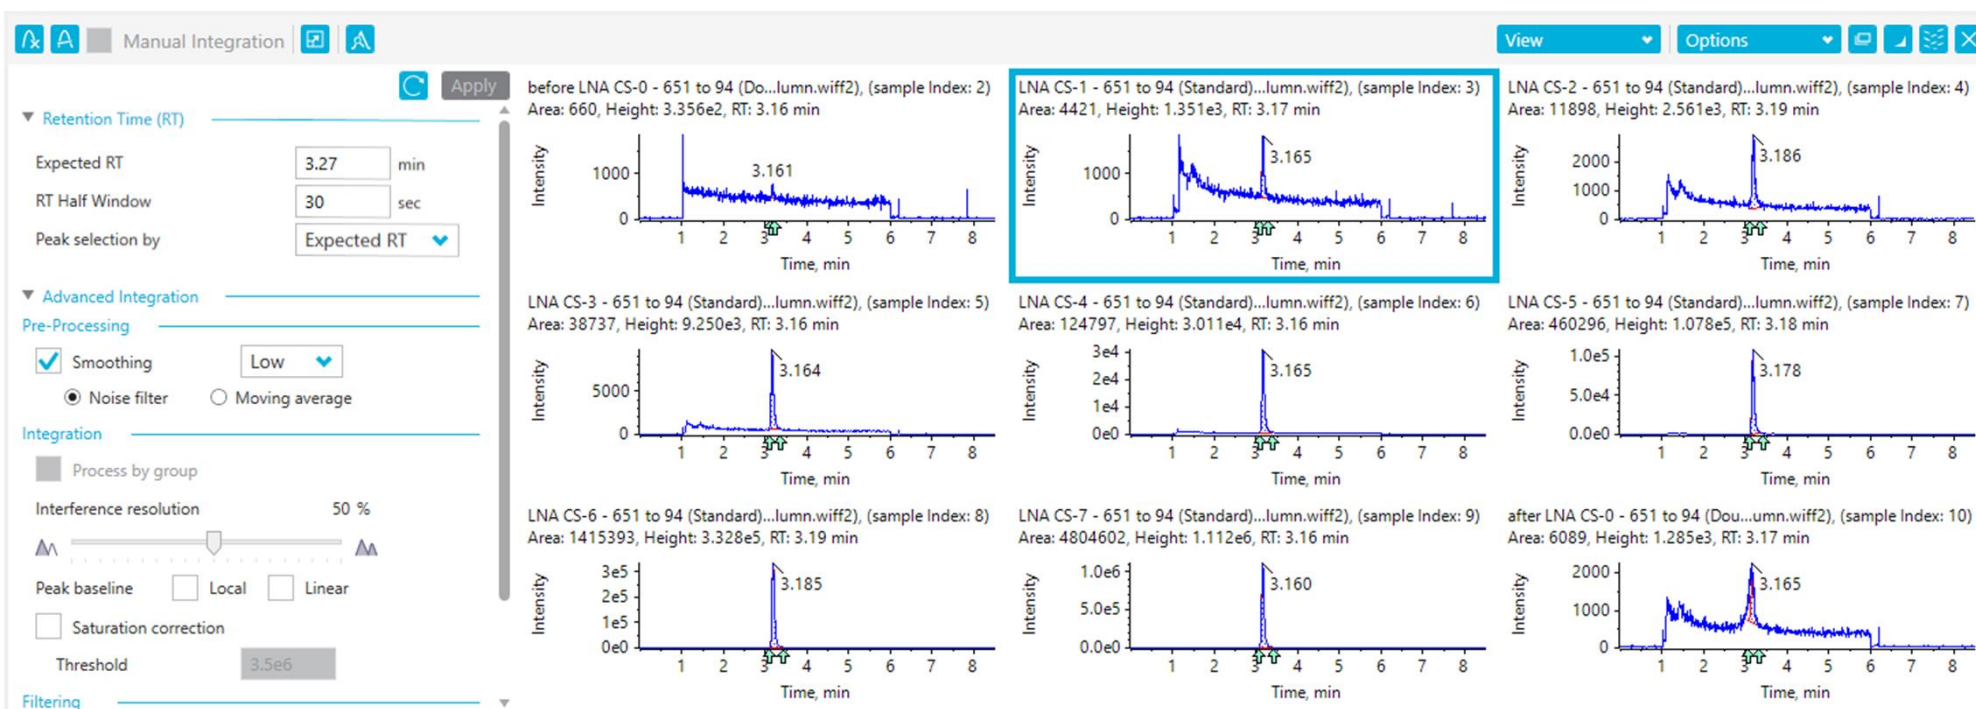 Manual Integration
View
Options
Apply
Retention Time (RT)
Expected RT 3.27 min
RT Half Window 30 sec
Peak selection by Expected RT
Advanced Integration
Pre-Processing
Smoothing Low
Noise filter Moving average
Integration
Process by group
Interference resolution 50 %
Peak baseline Local Linear
Saturation correction
Threshold 3.5e6
Filtering
before LNA CS-0 - 651 to 94 (Do...lumn.wiff2), (sample Index: 2)
Area: 660, Height: 3.356e2, RT: 3.16 min
Intensity
1000
0
3.161
1 2 3 4 5 6 7 8
Time, min
LNA CS-1 - 651 to 94 (Standard)...lumn.wiff2), (sample Index: 3)
Area: 4421, Height: 1.351e3, RT: 3.17 min
Intensity
1000
0
3.165
1 2 3 4 5 6 7 8
Time, min
LNA CS-2 - 651 to 94 (Standard)...lumn.wiff2), (sample Index: 4)
Area: 11898, Height: 2.561e3, RT: 3.19 min
Intensity
2000
1000
0
3.186
1 2 3 4 5 6 7 8
Time, min
LNA CS-3 - 651 to 94 (Standard)...lumn.wiff2), (sample Index: 5)
Area: 38737, Height: 9.250e3, RT: 3.16 min
Intensity
5000
0
3.164
1 2 3 4 5 6 7 8
Time, min
LNA CS-4 - 651 to 94 (Standard)...lumn.wiff2), (sample Index: 6)
Area: 124797, Height: 3.011e4, RT: 3.16 min
Intensity
3e4
2e4
1e4
0e0
3.165
1 2 3 4 5 6 7 8
Time, min
LNA CS-5 - 651 to 94 (Standard)...lumn.wiff2), (sample Index: 7)
Area: 460296, Height: 1.078e5, RT: 3.18 min
Intensity
1.0e5
5.0e4
0.0e0
3.178
1 2 3 4 5 6 7 8
Time, min
LNA CS-6 - 651 to 94 (Standard)...lumn.wiff2), (sample Index: 8)
Area: 1415393, Height: 3.328e5, RT: 3.19 min
Intensity
3e5
2e5
1e5
0e0
3.185
1 2 3 4 5 6 7 8
Time, min
LNA CS-7 - 651 to 94 (Standard)...lumn.wiff2), (sample Index: 9)
Area: 4804602, Height: 1.112e6, RT: 3.16 min
Intensity
1.0e6
5.0e5
0.0e0
3.160
1 2 3 4 5 6 7 8
Time, min
after LNA CS-0 - 651 to 94 (Dou...umn.wiff2), (sample Index: 10)
Area: 6089, Height: 1.285e3, RT: 3.17 min
Intensity
2000
1000
0
3.165
1 2 3 4 5 6 7 8
Time, min